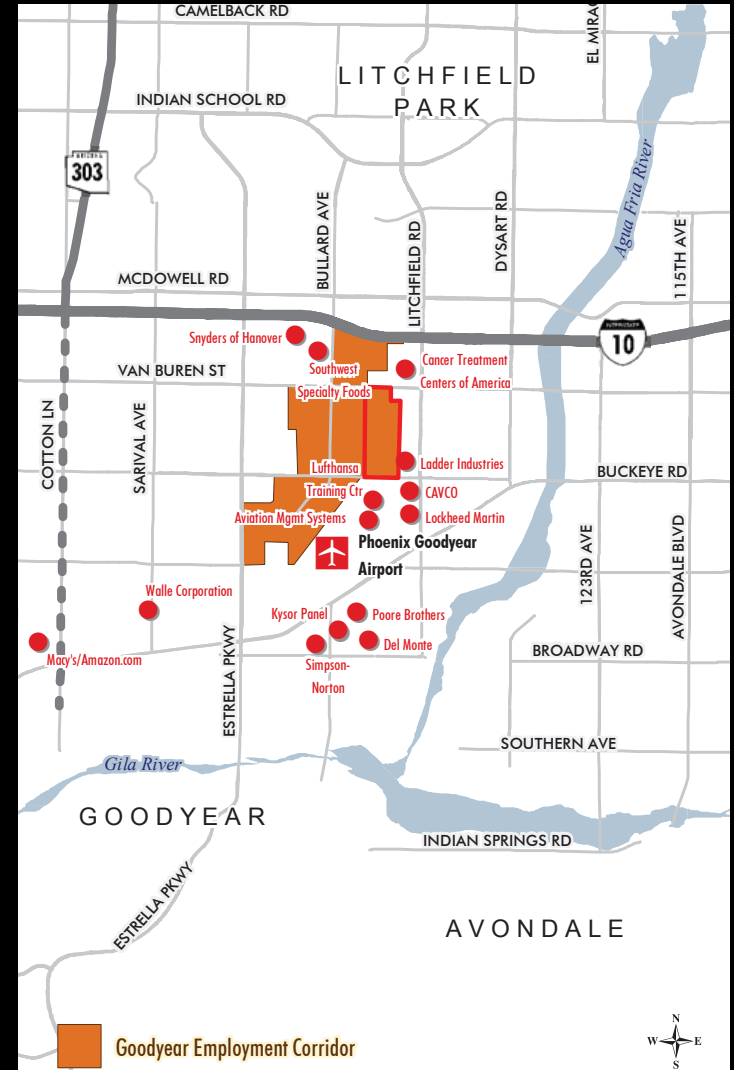 CAMELBACK RD
EL MIRAG
LITCHFIELD
PARK
INDIAN SCHOOL RD
ARIZONA
303
Agua Fria River
BULLARD AVE
LITCHFIELD RD
DYSART RD
115TH AVE
MCDOWELL RD
INTERSTATE
10
Snyders of Hanover
Southwest
Specialty Foods
Cancer Treatment
Centers of America
VAN BUREN ST
COTTON LN
SARIVAL AVE
Lufthansa
Training Ctr
Ladder Industries
BUCKEYE RD
CAVCO
Aviation Mgmt Systems
Lockheed Martin
Phoenix Goodyear
Airport
123RD AVE
AVONDALE BLVD
Walle Corporation
Kysor Panel
Poore Brothers
Del Monte
Macy's/Amazon.com
Simpson-
Norton
ESTRELLA PKWY
BROADWAY RD
SOUTHERN AVE
Gila River
GOODYEAR
INDIAN SPRINGS RD
ESTRELLA PKWY
AVONDALE
Goodyear Employment Corridor
N
W E
S